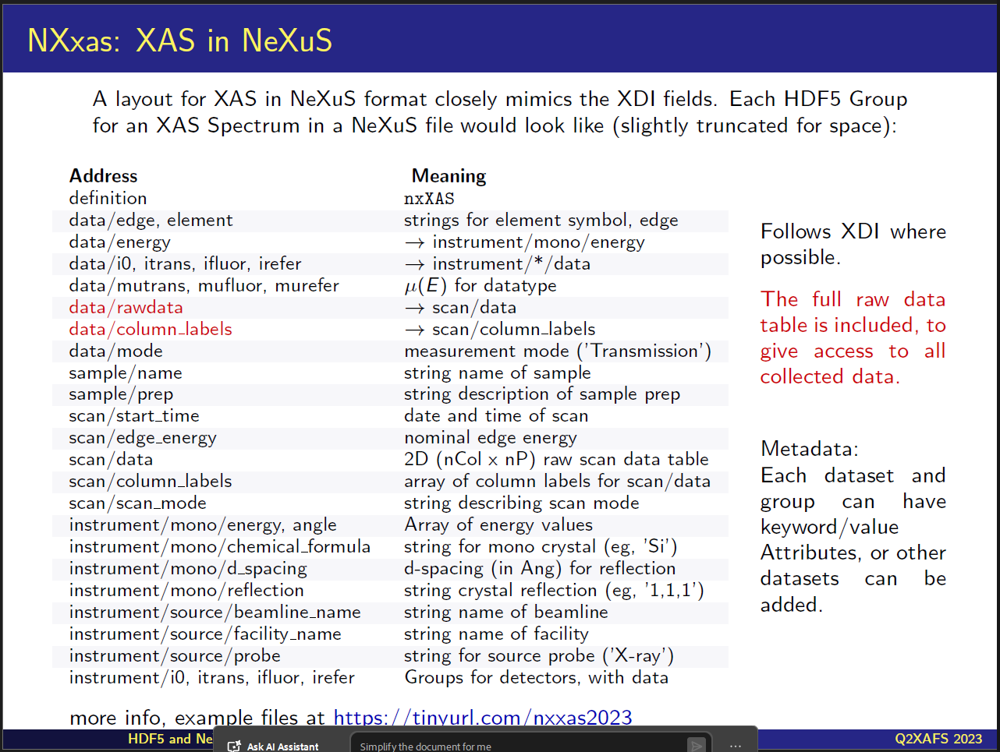 NXxas: XAS in NeXuS
A layout for XAS in NeXuS format closely mimics the XDI fields. Each HDF5 Group
for an XAS Spectrum in a NeXuS file would look like (slightly truncated for space):
Address Meaning
definition nxXAS
data/edge, element strings for element symbol, edge
data/energy → instrument/mono/energy
data/i0, itrans, ifluor, irefer → instrument/*/data
data/mutrans, mufluor, murefer μ(E) for datatype
data/rawdata → scan/data
data/column_labels → scan/column_labels
data/mode measurement mode ('Transmission')
sample/name string name of sample
sample/prep string description of sample prep
scan/start_time date and time of scan
scan/edge_energy nominal edge energy
scan/data 2D (nCol x nP) raw scan data table
scan/column_labels array of column labels for scan/data
scan/scan_mode string describing scan mode
instrument/mono/energy, angle Array of energy values
instrument/mono/chemical_formula string for mono crystal (eg, 'Si')
instrument/mono/d_spacing d-spacing (in Ang) for reflection
instrument/mono/reflection string crystal reflection (eg, '1,1,1')
instrument/source/beamline_name string name of beamline
instrument/source/facility_name string name of facility
instrument/source/probe string for source probe ('X-ray')
instrument/i0, itrans, ifluor, irefer Groups for detectors, with data
Follows XDI where
possible.
The full raw data
table is included, to
give access to all
collected data.
Metadata:
Each dataset and
group can have
keyword/value
Attributes, or other
datasets can be
added.
more info, example files at https://tinyurl.com/nxxas2023
HDF5 and Ne
Ask AI Assistant
Simplify the document for me
Q2XAFS 2023